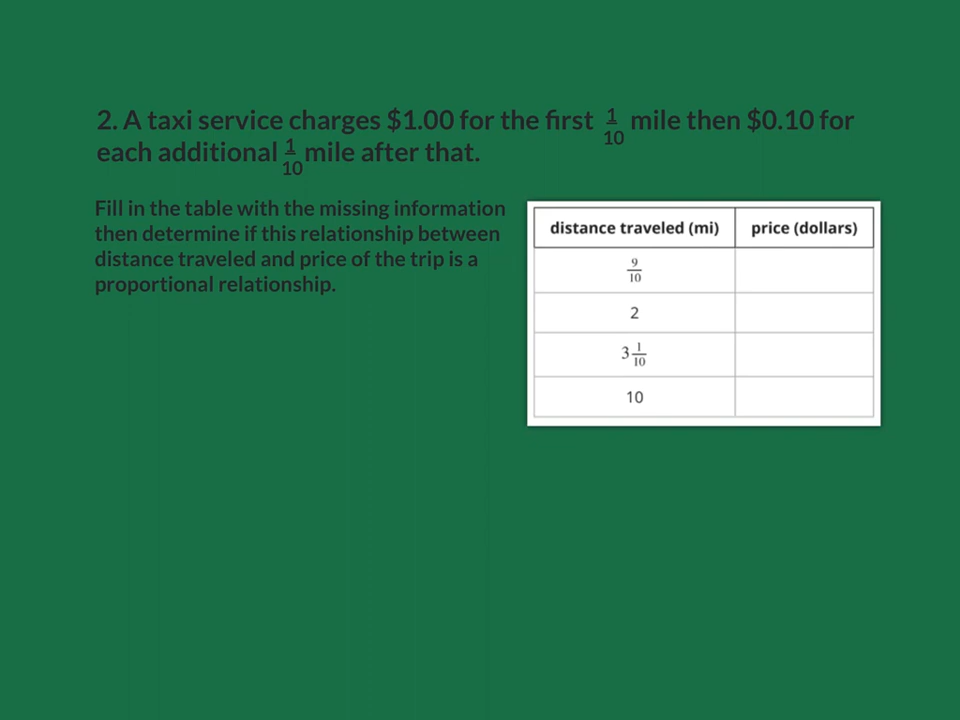 2. A taxi service charges $1.00 for the first 1/10 mile then $0.10 for
each additional 1/10 mile after that.
Fill in the table with the missing information
then determine if this relationship between
distance traveled and price of the trip is a
proportional relationship.
distance traveled (mi) price (dollars)
9/10
2
3 1/10
10